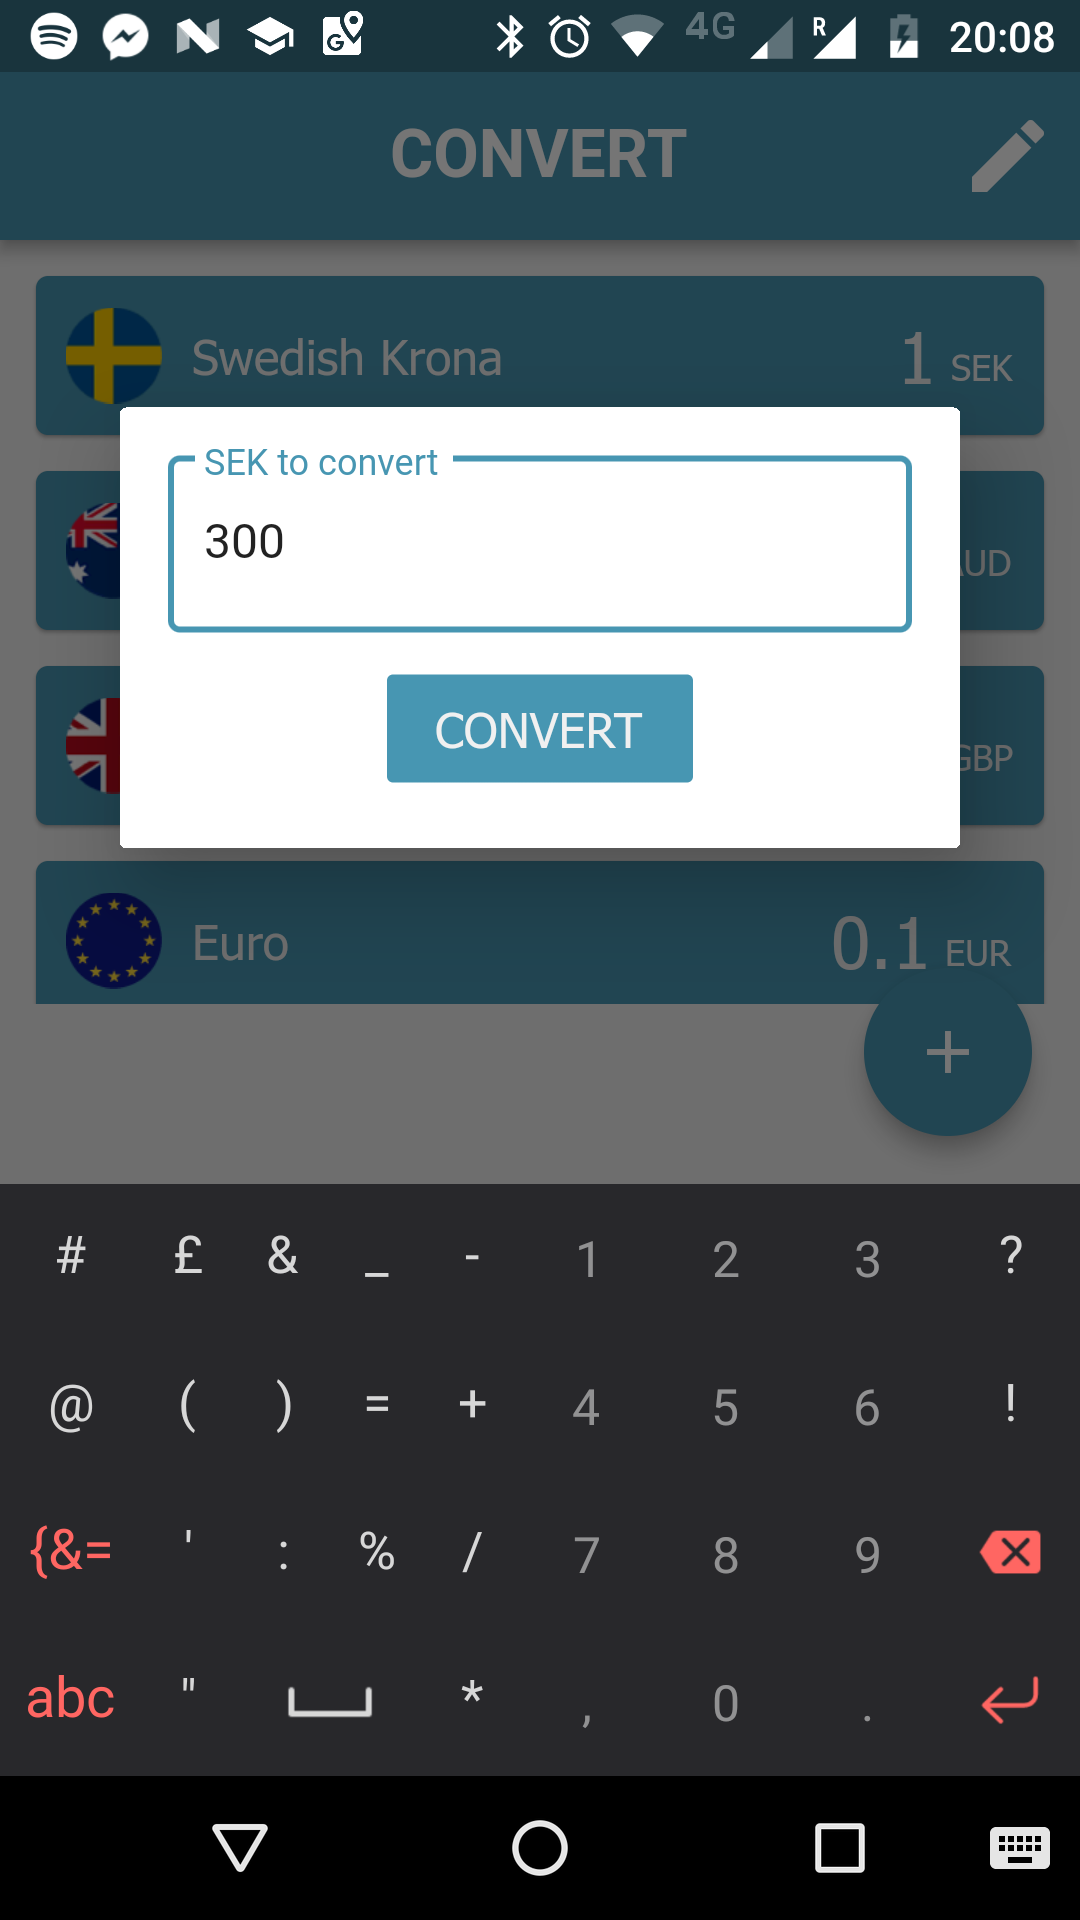 4G R 20:08
CONVERT
Swedish Krona 1 SEK
SEK to convert
300
CONVERT
GBP
Euro 0.1 EUR
+
# £ & _ - 1 2 3 ?
@ ( ) = + 4 5 6 !
{&= ' : % / 7 8 9
abc " * , 0 .